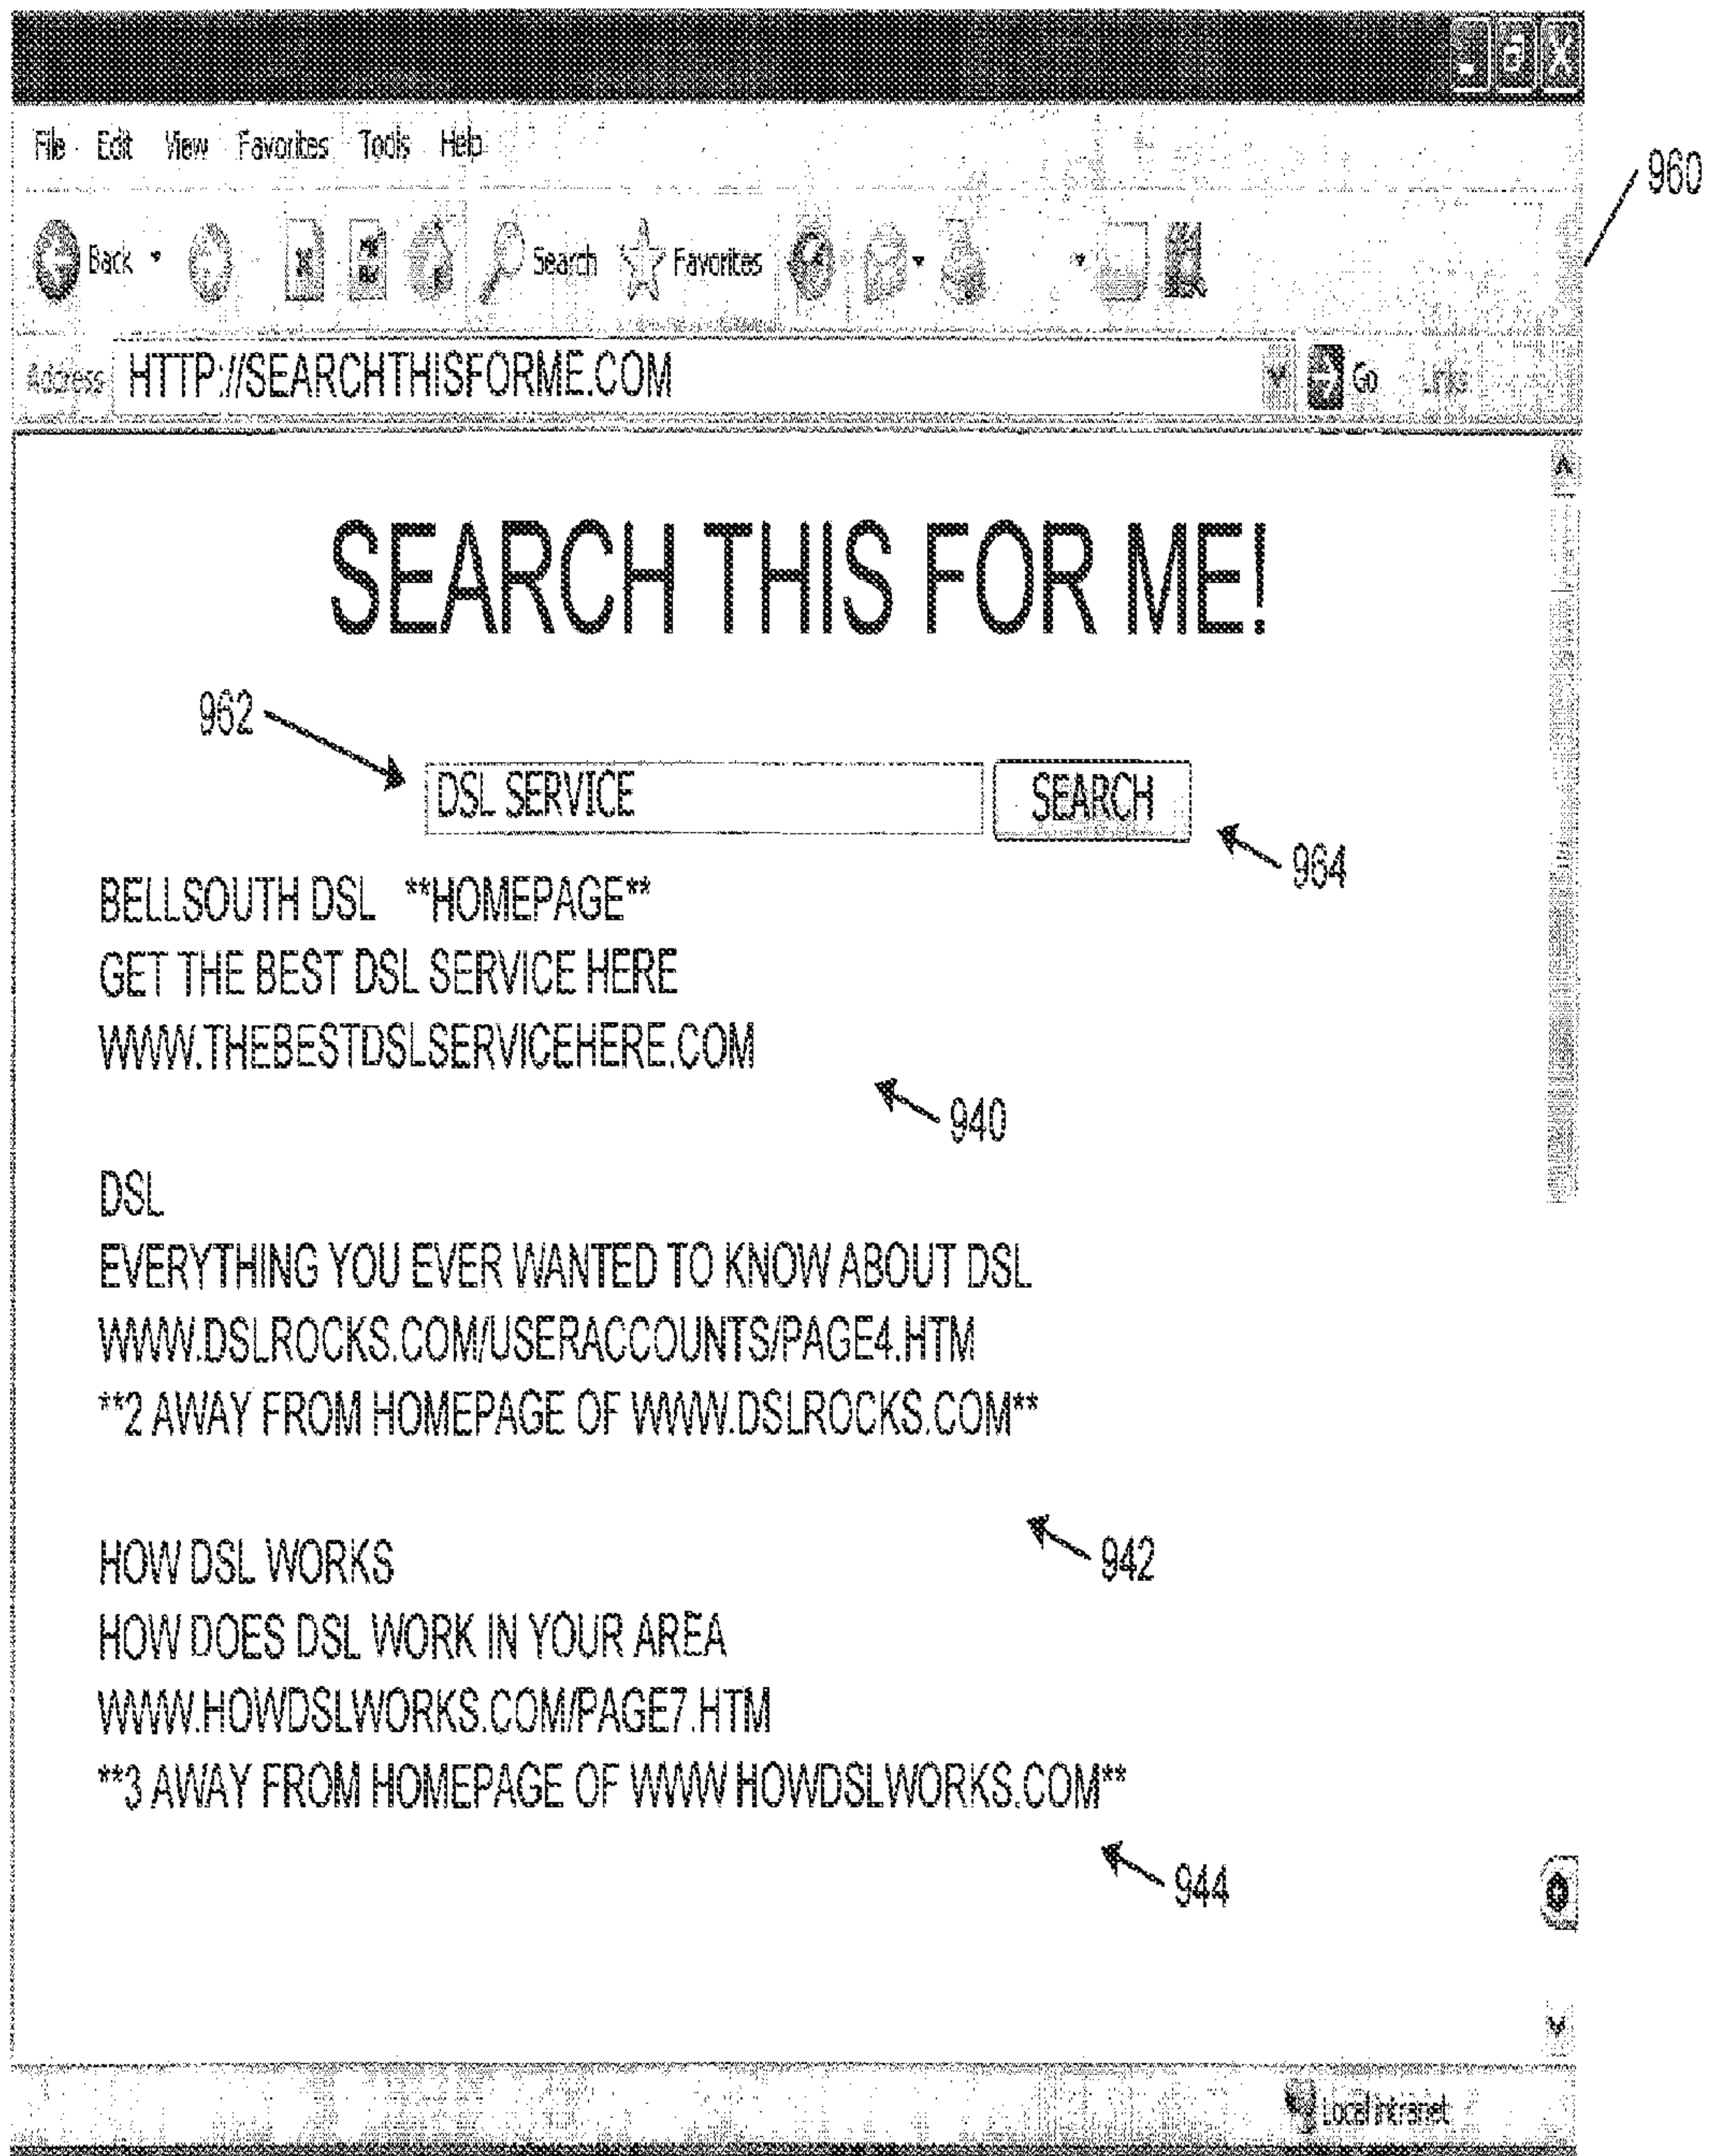 File Edit View Favorites Tools Help
960
Back Search Favorites
Address HTTP://SEARCHTHISFORME.COM Go Links
SEARCH THIS FOR ME!
962
DSL SERVICE SEARCH
964
BELLSOUTH DSL **HOMEPAGE**
GET THE BEST DSL SERVICE HERE
WWW.THEBESTDSLSERVICEHERE.COM
940
DSL
EVERYTHING YOU EVER WANTED TO KNOW ABOUT DSL
WWW.DSLROCKS.COM/USERACCOUNTS/PAGE4.HTM
**2 AWAY FROM HOMEPAGE OF WWW.DSLROCKS.COM**
942
HOW DSL WORKS
HOW DOES DSL WORK IN YOUR AREA
WWW.HOWDSLWORKS.COM/PAGE7.HTM
**3 AWAY FROM HOMEPAGE OF WWW HOWDSLWORKS.COM**
944
Local intranet